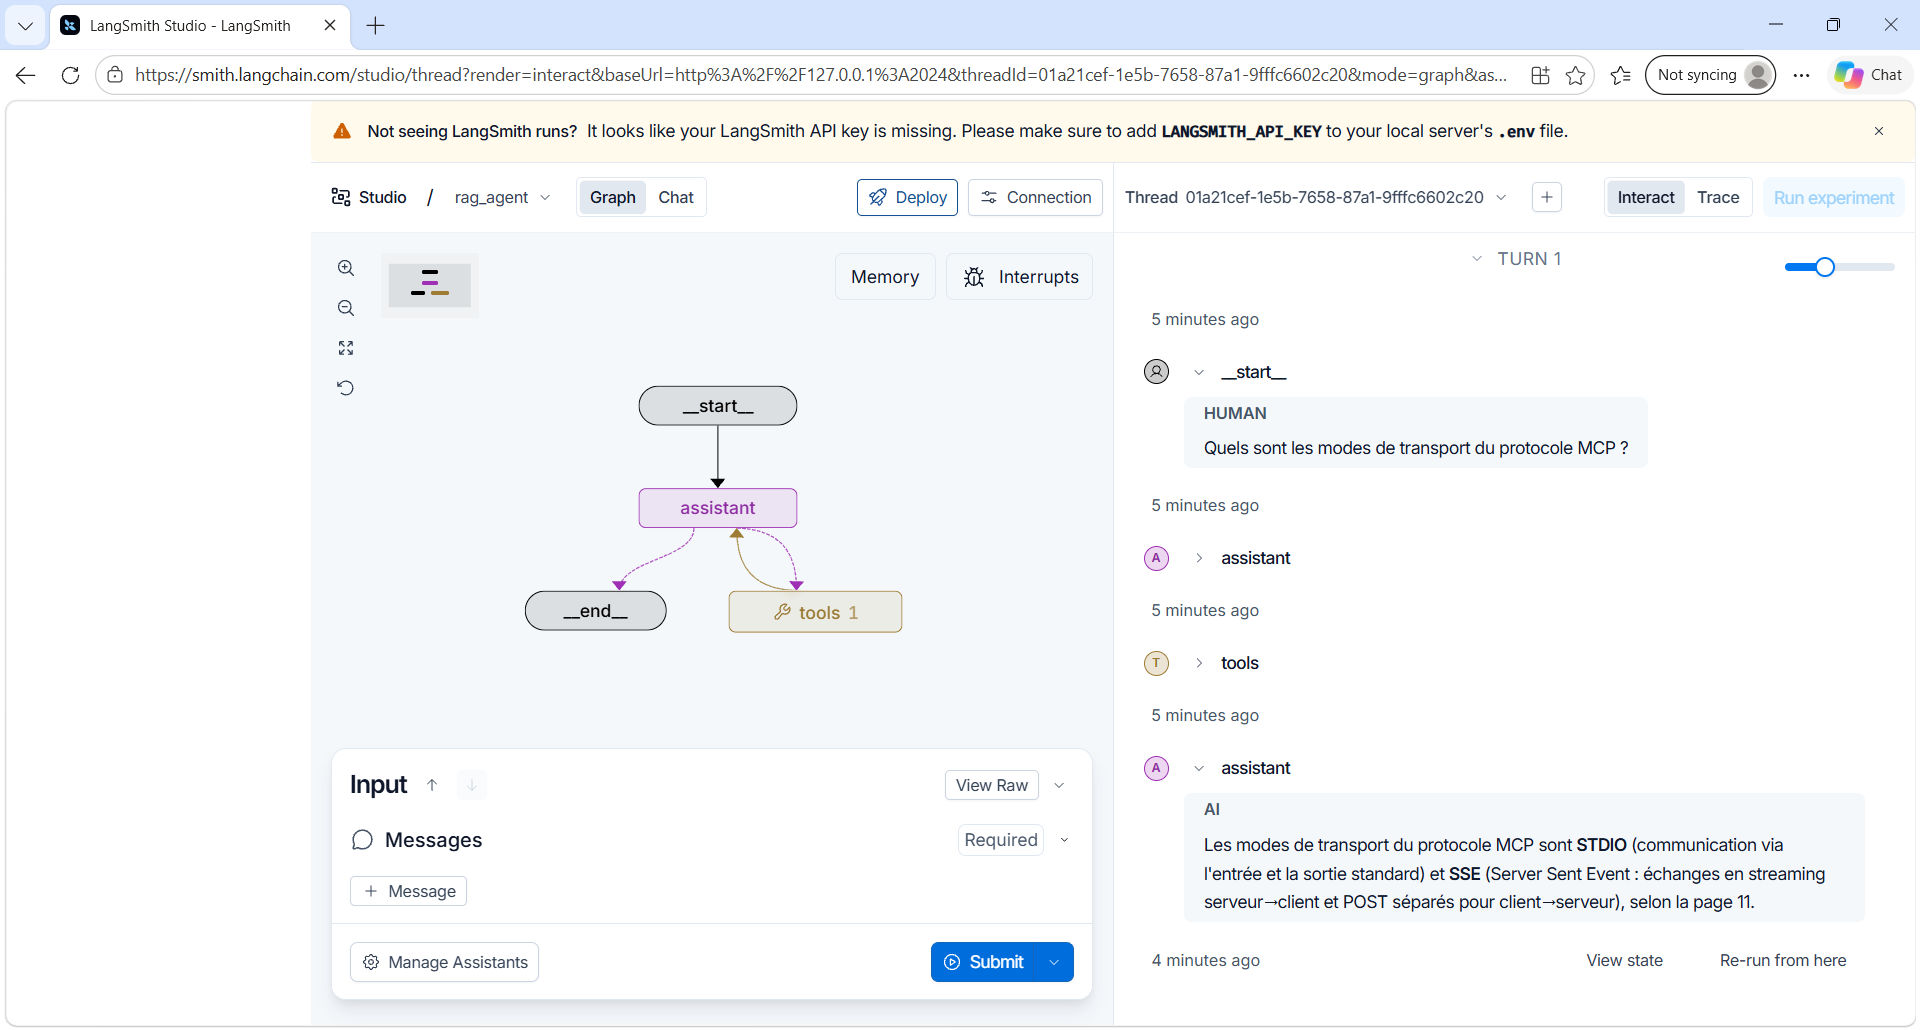 LangSmith Studio - LangSmith
https://smith.langchain.com/studio/thread?render=interact&baseUrl=http%3A%2F%2F127.0.0.1%3A2024&threadId=01a21cef-1e5b-7658-87a1-9fffc6602c20&mode=graph&as...
Not syncing
Chat
Not seeing LangSmith runs? It looks like your LangSmith API key is missing. Please make sure to add LANGSMITH_API_KEY to your local server's .env file.
Studio / rag_agent
Graph
Chat
Deploy
Connection
Thread 01a21cef-1e5b-7658-87a1-9fffc6602c20
Interact
Trace
Run experiment
Memory
Interrupts
__start__
assistant
__end__
tools 1
Input
View Raw
Messages
Required
+ Message
Manage Assistants
Submit
TURN 1
5 minutes ago
__start__
HUMAN
Quels sont les modes de transport du protocole MCP ?
5 minutes ago
A
assistant
5 minutes ago
T
tools
5 minutes ago
A
assistant
AI
Les modes de transport du protocole MCP sont STDIO (communication via
l'entrée et la sortie standard) et SSE (Server Sent Event : échanges en streaming
serveur→client et POST séparés pour client→serveur), selon la page 11.
4 minutes ago
View state
Re-run from here